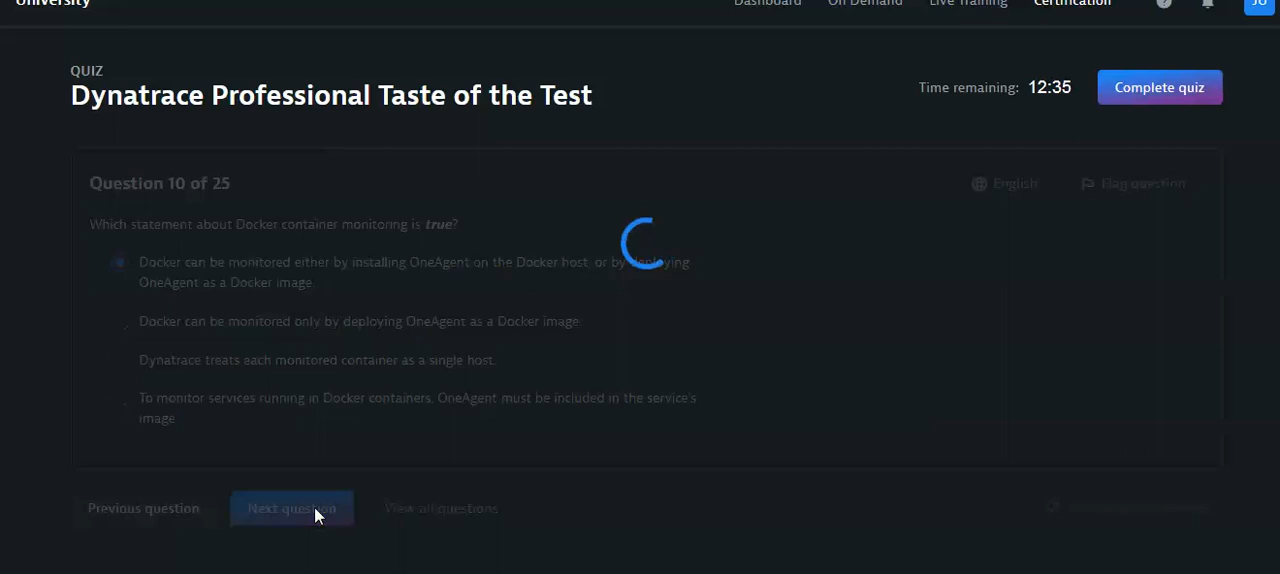 University
Dashboard On Demand Live Training Certification ? JG
QUIZ
Dynatrace Professional Taste of the Test
Time remaining: 12:35 Complete quiz
Question 10 of 25
English Flag question
Which statement about Docker container monitoring is true?
Docker can be monitored either by installing OneAgent on the Docker host, or by deploying
OneAgent as a Docker image.
Docker can be monitored only by deploying OneAgent as a Docker image.
Dynatrace treats each monitored container as a single host.
To monitor services running in Docker containers, OneAgent must be included in the service's
image.
Previous question Next question View all questions